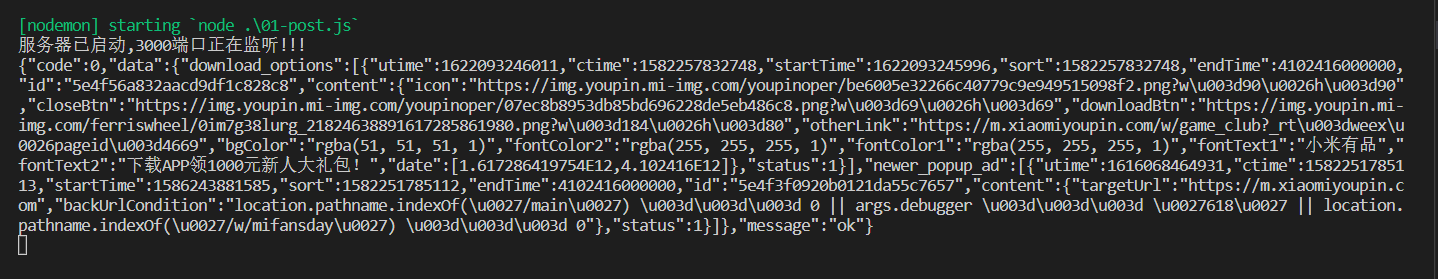 [nodemon] starting `node .\01-post.js`
服务器已启动,3000端口正在监听!!!
{"code":0,"data":{"download_options":[{"utime":1622093246011,"ctime":1582257832748,"startTime":1622093245996,"sort":1582257832748,"endTime":4102416000000,
"id":"5e4f56a832aacd9df1c828c8","content":{"icon":"https://img.youpin.mi-img.com/youpinoper/be6005e32266c40779c9e949515098f2.png?w\u003d90\u0026h\u003d90"
,"closeBtn":"https://img.youpin.mi-img.com/youpinoper/07ec8b8953db85bd696228de5eb486c8.png?w\u003d69\u0026h\u003d69","downloadBtn":"https://img.youpin.mi-
img.com/ferriswheel/0im7g38lurg_21824638891617285861980.png?w\u003d184\u0026h\u003d80","otherLink":"https://m.xiaomiyoupin.com/w/game_club?_rt\u003dweex\u
0026pageid\u003d4669","bgColor":"rgba(51, 51, 51, 1)","fontColor2":"rgba(255, 255, 255, 1)","fontColor1":"rgba(255, 255, 255, 1)","fontText1":"小米有品","
fontText2":"下载APP领1000元新人大礼包！","date":[1.617286419754E12,4.102416E12]},"status":1}],"newer_popup_ad":[{"utime":1616068464931,"ctime":15822517851
13,"startTime":1586243881585,"sort":1582251785112,"endTime":4102416000000,"id":"5e4f3f0920b0121da55c7657","content":{"targetUrl":"https://m.xiaomiyoupin.c
om","backUrlCondition":"location.pathname.indexOf(\u0027/main\u0027) \u003d\u003d\u003d 0 || args.debugger \u003d\u003d\u003d \u0027618\u0027 || location.
pathname.indexOf(\u0027/w/mifansday\u0027) \u003d\u003d\u003d 0"},"status":1}]},"message":"ok"}